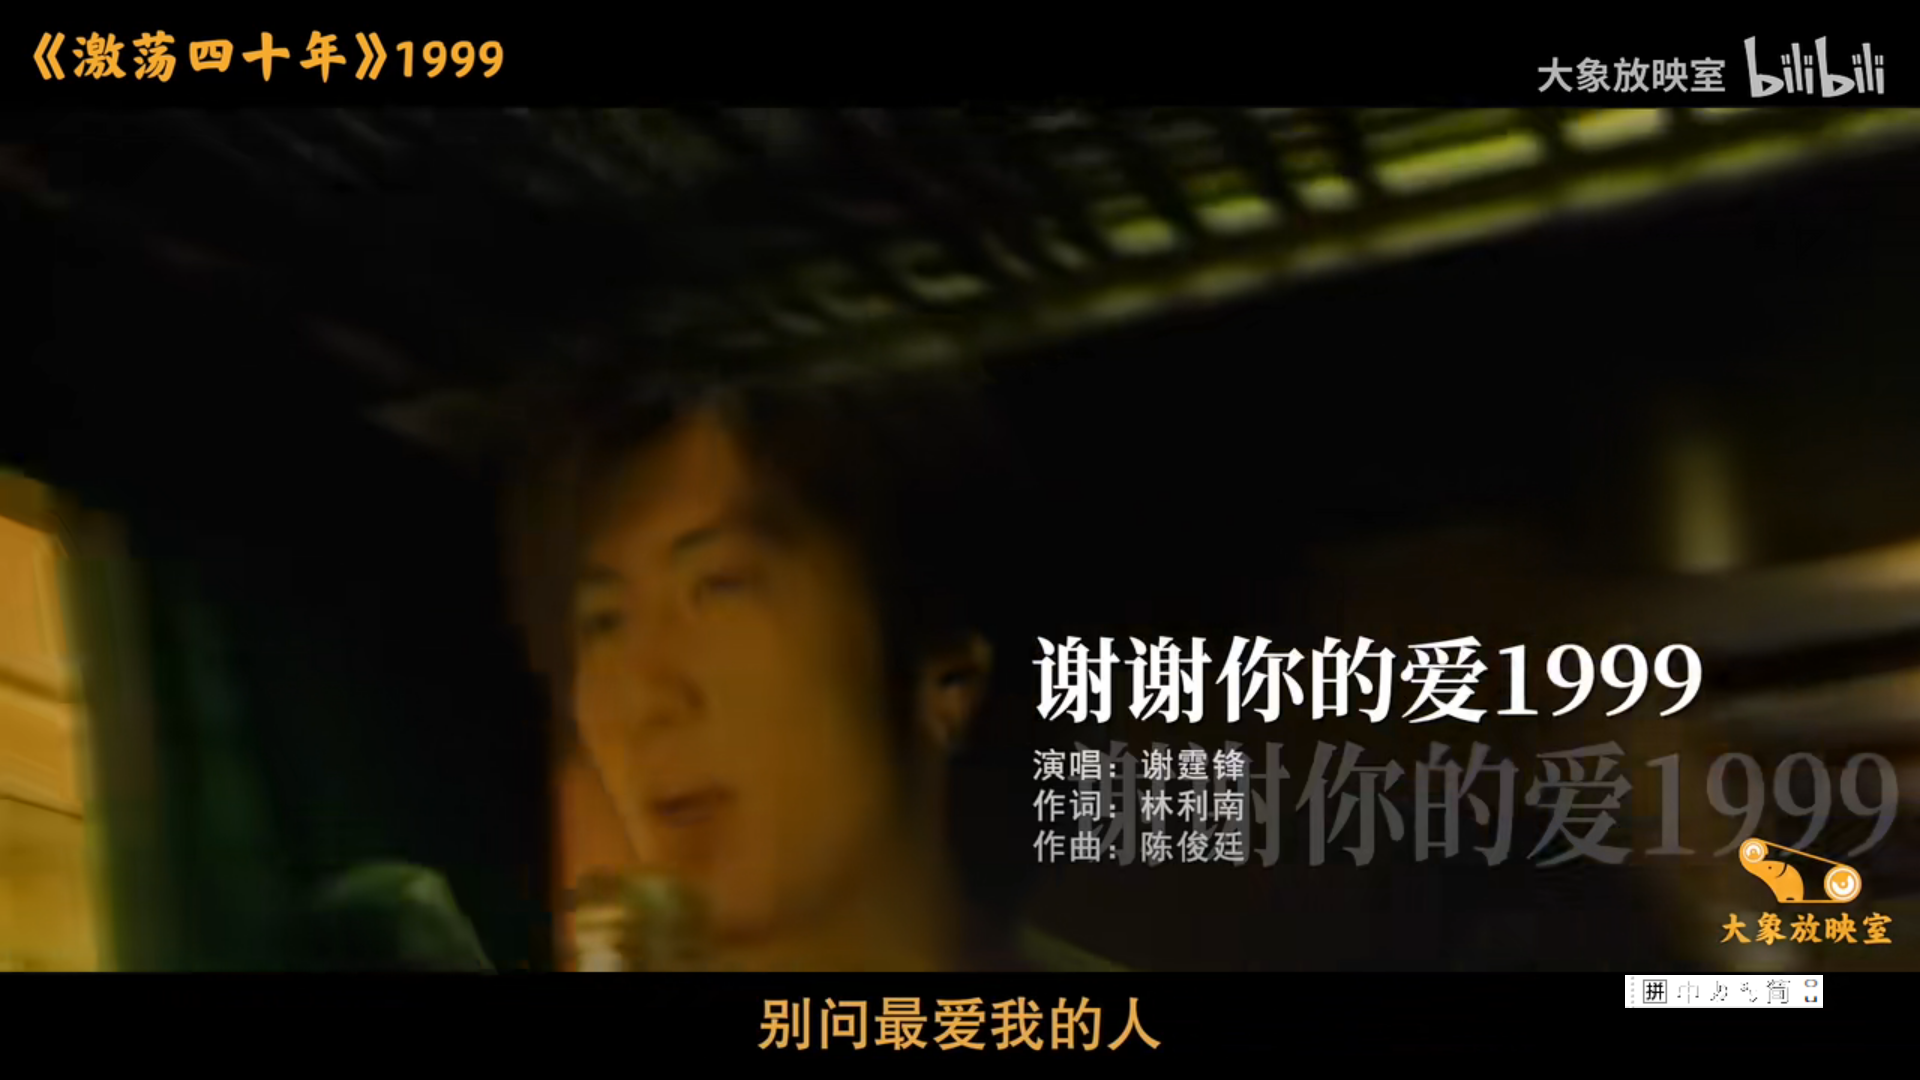 《激荡四十年》1999
大象放映室 bilibili
谢谢你的爱1999
演唱：谢霆锋
作词：林利南
作曲：陈俊廷
谢谢你的爱1999
大象放映室
拼 中 简
别问最爱我的人